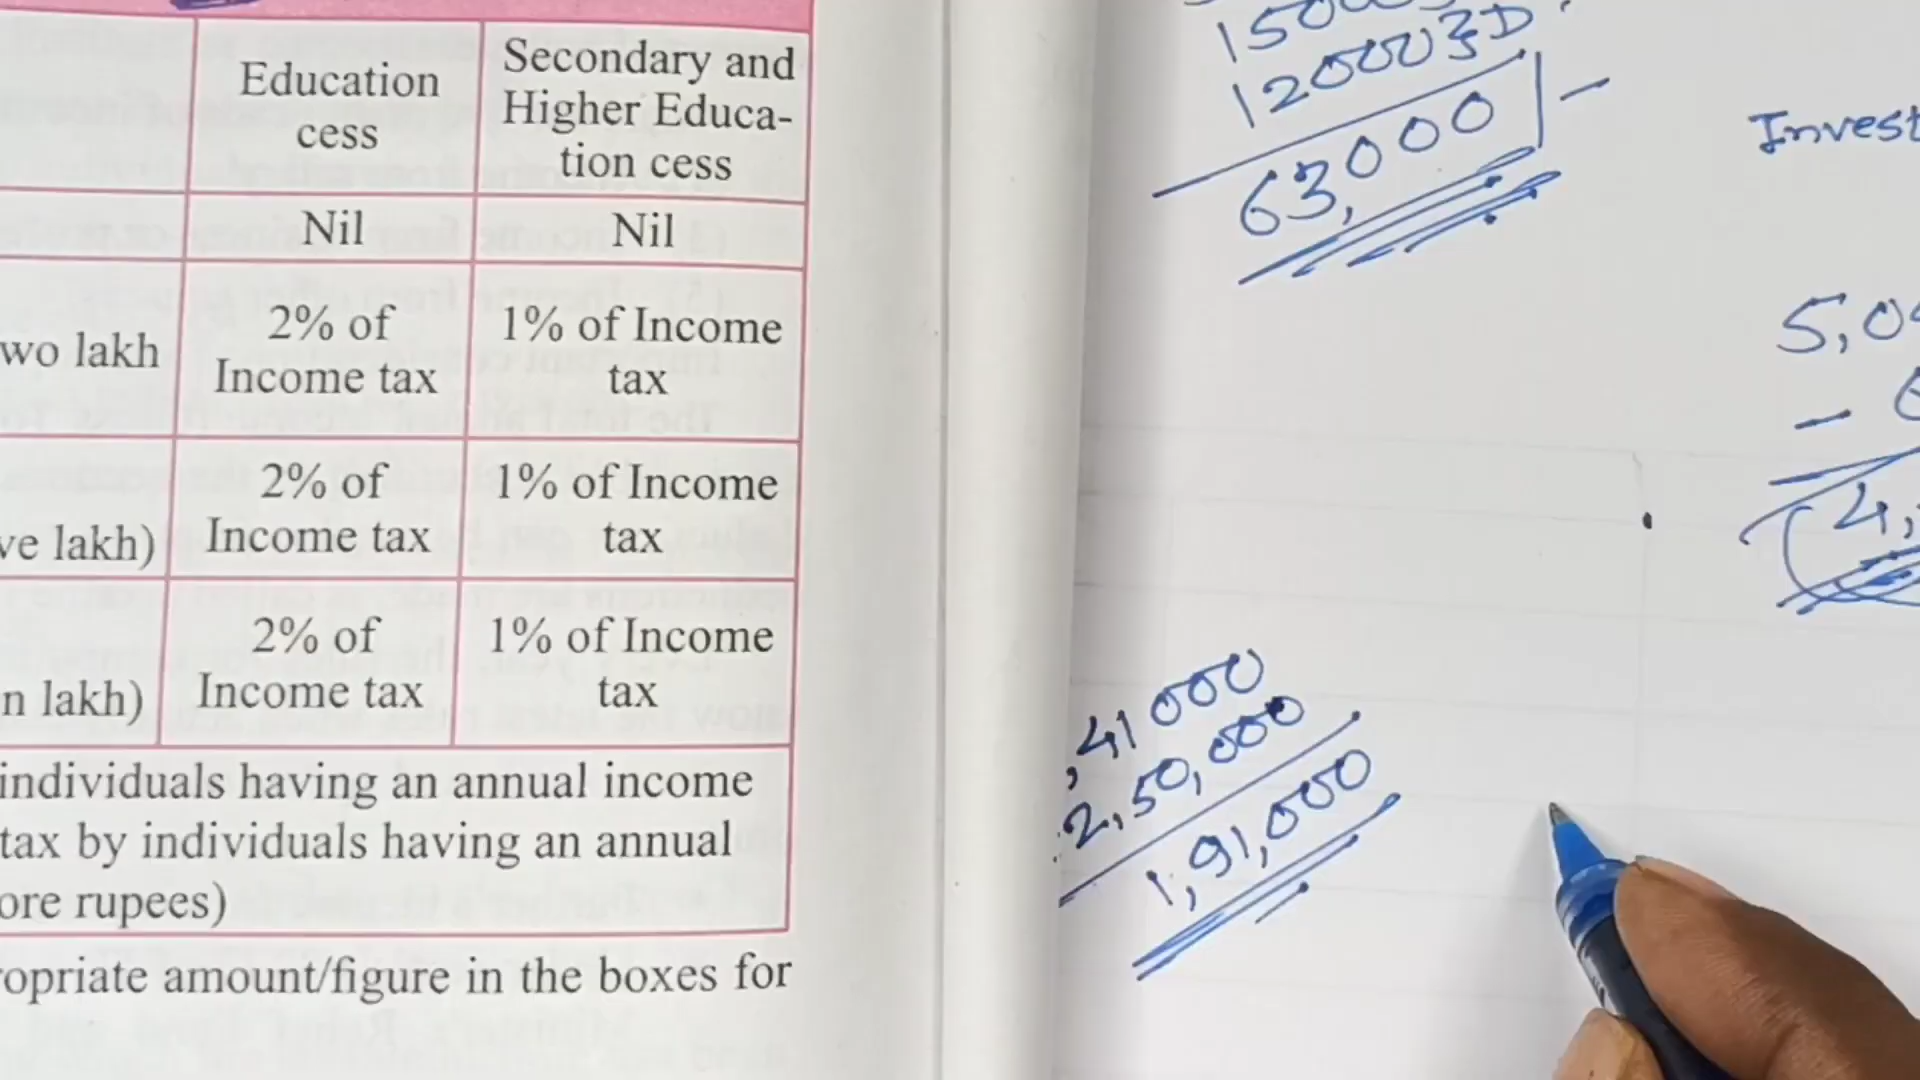 Education
cess
Secondary and
Higher Educa-
tion cess
Nil
Nil
wo lakh
2% of
Income tax
1% of Income
tax
ve lakh)
2% of
Income tax
1% of Income
tax
n lakh)
2% of
Income tax
1% of Income
tax
individuals having an annual income
tax by individuals having an annual
ore rupees)
ropriate amount/figure in the boxes for
63,000
Invest
5,0
-
4,
,41000
2,50,000
1,91,000